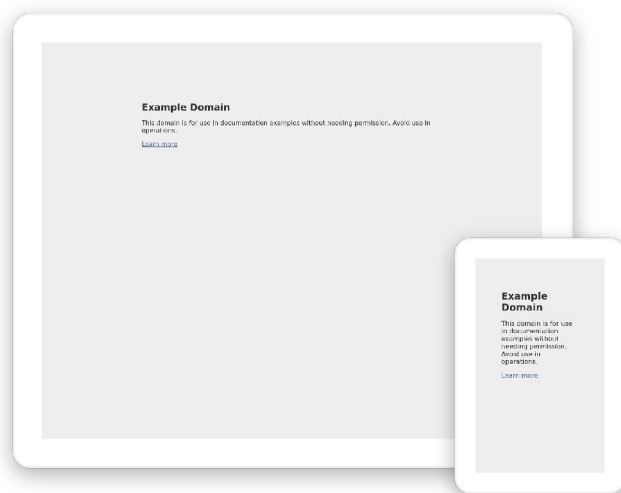 Example Domain
This domain is for use in documentation examples without needing permission. Avoid use in
operations.
Learn more
Example
Domain
This domain is for use
in documentation
examples without
needing permission.
Avoid use in
operations.
Learn more